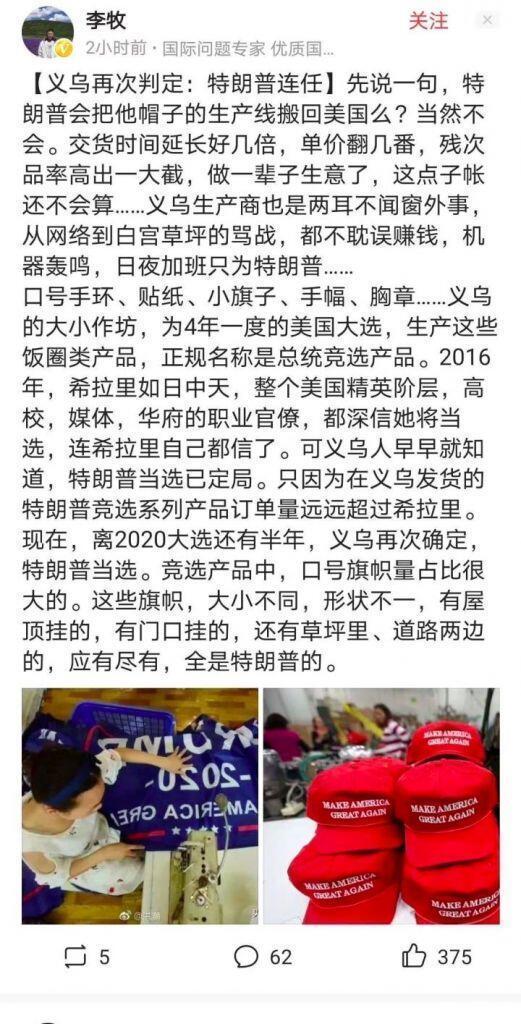 李牧
关注
2小时前·国际问题专家 优质国...
【义乌再次判定：特朗普连任】先说一句，特
朗普会把他帽子的生产线搬回美国么？当然不
会。交货时间延长好几倍，单价翻几番，残次
品率高出一大截，做一辈子生意了，这点子帐
还不会算……义乌生产商也是两耳不闻窗外事，
从网络到白宫草坪的骂战，都不耽误赚钱，机
器轰鸣，日夜加班只为特朗普……
口号手环、贴纸、小旗子、手幅、胸章……义乌
的大小作坊，为4年一度的美国大选，生产这些
饭圈类产品，正规名称是总统竞选产品。2016
年，希拉里如日中天，整个美国精英阶层，高
校，媒体，华府的职业官僚，都深信她将当
选，连希拉里自己都信了。可义乌人早早就知
道，特朗普当选已定局。只因为在义乌发货的
特朗普竞选系列产品订单量远远超过希拉里。
现在，离2020大选还有半年，义乌再次确定，
特朗普当选。竞选产品中，口号旗帜量占比很
大的。这些旗帜，大小不同，形状不一，有屋
顶挂的，有门口挂的，还有草坪里、道路两边
的，应有尽有，全是特朗普的。
-2020-
AMERICA GREA
MAKE AMERICA
GREAT AGAIN
MAKE AMERICA
GREAT AGAIN
MAKE AMERICA
GREAT AGAIN
MAKE AMERICA
GREAT AGAIN
MAKE AMERICA
GREAT AGAIN
5
62
375